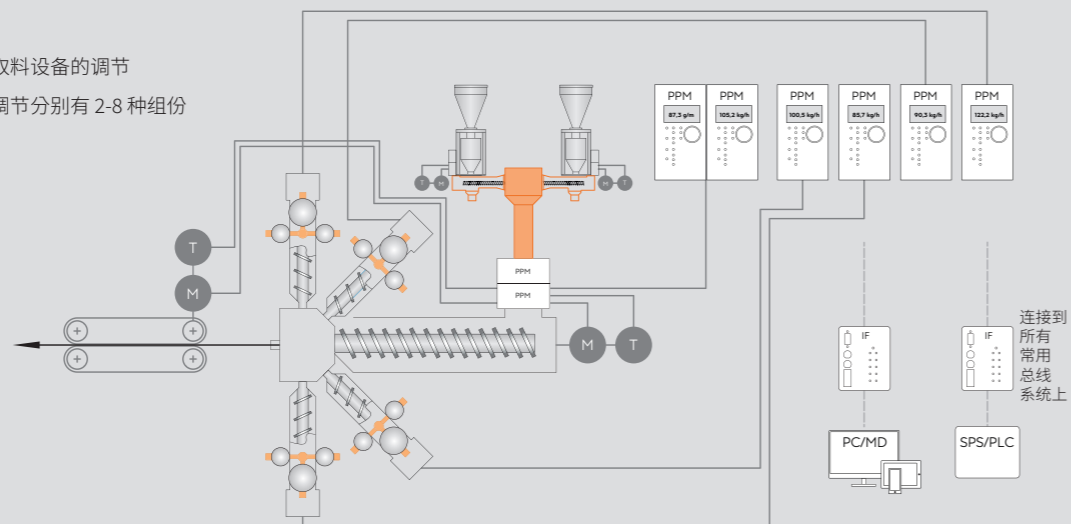 料设备的调节
调节分别有 2-8 种组份
PPM
PPM
PPM
PPM
PPM
PPM
87,3 g/m
105,2 kg/h
100,5 kg/h
85,7 kg/h
90,3 kg/h
122,2 kg/h
T
M
M
T
T
M
PPM
PPM
M
T
IF
IF
连接到
所有
常用
总线
系统上
PC/MD
SPS/PLC